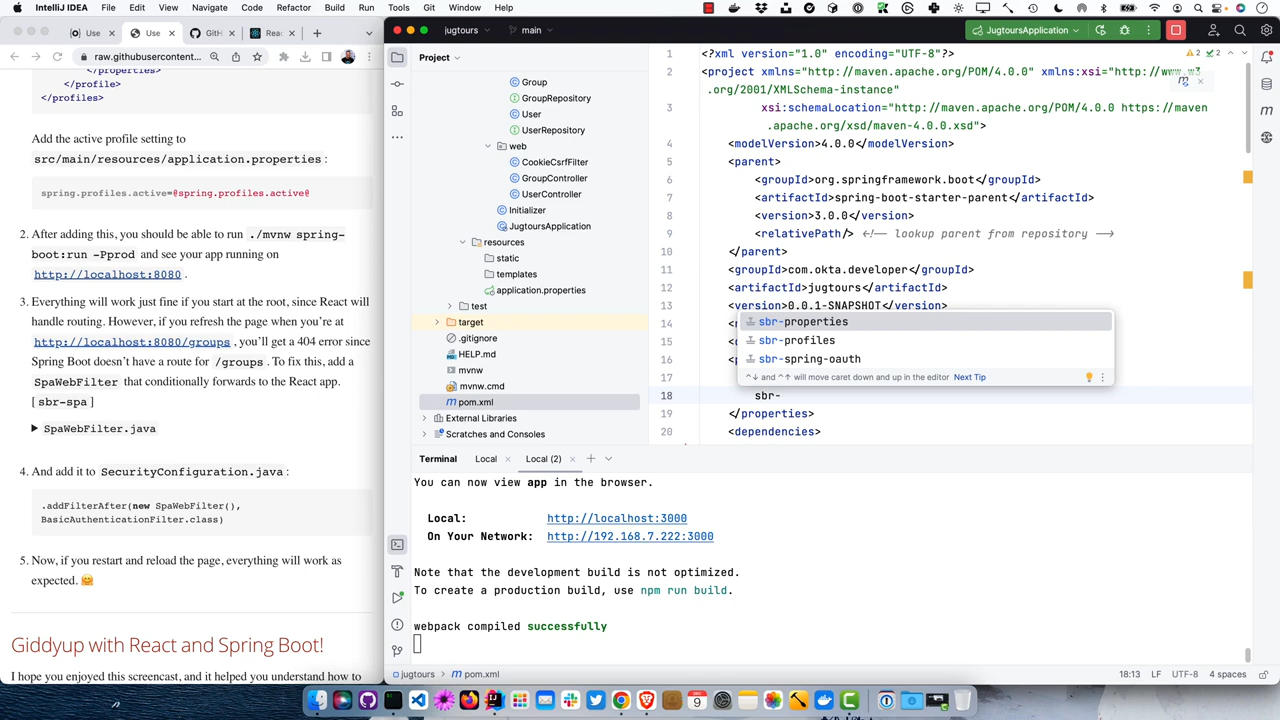 IntelliJ IDEA File Edit View Navigate Code Refactor Build Run Tools Git Window Help
Use Use GitH Rea
raw.githubusercontent...
</properties>
</profile>
</profiles>
Add the active profile setting to
src/main/resources/application.properties:
spring.profiles.active=@spring.profiles.active@
2. After adding this, you should be able to run ./mvnw spring-
boot:run -Pprod and see your app running on
http://localhost:8080 .
3. Everything will work just fine if you start at the root, since React will
handle routing. However, if you refresh the page when you're at
http://localhost:8080/groups, you'll get a 404 error since
Spring Boot doesn't have a route for /groups . To fix this, add a
SpaWebFilter that conditionally forwards to the React app.
[ sbr-spa ]
SpaWebFilter.java
4. And add it to SecurityConfiguration.java:
.addFilterAfter(new SpaWebFilter(),
BasicAuthenticationFilter.class)
5. Now, if you restart and reload the page, everything will work as
expected. 🤗
Giddyup with React and Spring Boot!
I hope you enjoyed this screencast, and it helped you understand how to
jugtours main JugtoursApplication
Project
Group
GroupRepository
User
UserRepository
web
CookieCsrfFilter
GroupController
UserController
Initializer
JugtoursApplication
resources
static
templates
application.properties
test
target
.gitignore
HELP.md
mvnw
mvnw.cmd
pom.xml
External Libraries
Scratches and Consoles
2 2
1 <?xml version="1.0" encoding="UTF-8"?>
2 <project xmlns="http://maven.apache.org/POM/4.0.0" xmlns:xsi="http://www.w3
.org/2001/XMLSchema-instance"
3 xsi:schemaLocation="http://maven.apache.org/POM/4.0.0 https://maven
.apache.org/xsd/maven-4.0.0.xsd">
4 <modelVersion>4.0.0</modelVersion>
5 <parent>
6 <groupId>org.springframework.boot</groupId>
7 <artifactId>spring-boot-starter-parent</artifactId>
8 <version>3.0.0</version>
9 <relativePath/> <!-- lookup parent from repository -->
10 </parent>
11 <groupId>com.okta.developer</groupId>
12 <artifactId>jugtours</artifactId>
13 <version>0.0.1-SNAPSHOT</version>
14
15
16
17
18 sbr-
19 </properties>
20 <dependencies>
sbr-properties
sbr-profiles
sbr-spring-oauth
^↓ and ^↑ will move caret down and up in the editor Next Tip
Terminal Local Local (2)
You can now view app in the browser.
Local: http://localhost:3000
On Your Network: http://192.168.7.222:3000
Note that the development build is not optimized.
To create a production build, use npm run build.
webpack compiled successfully
jugtours pom.xml
18:13 LF UTF-8 4 spaces